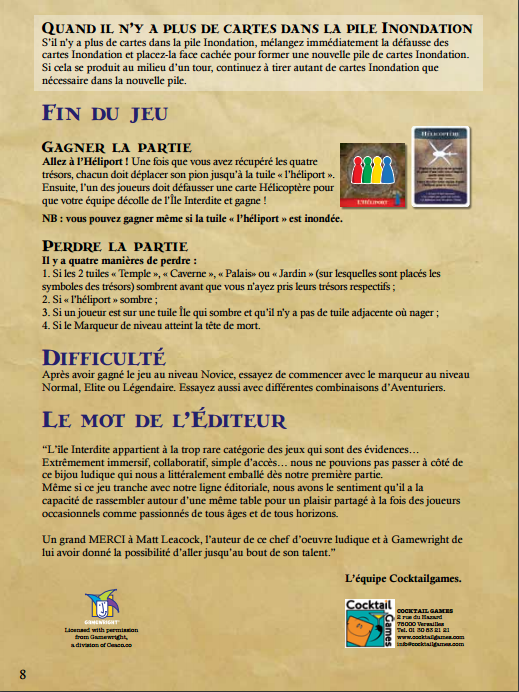 QUAND IL N'Y A PLUS DE CARTES DANS LA PILE INONDATION
S'il n'y a plus de cartes dans la pile Inondation, mélangez immédiatement la défausse des
cartes Inondation et placez-la face cachée pour former une nouvelle pile de cartes Inondation.
Si cela se produit au milieu d'un tour, continuez à tirer autant de cartes Inondation que
nécessaire dans la nouvelle pile.
FIN DU JEU
GAGNER LA PARTIE
Allez à l'Héliport ! Une fois que vous avez récupéré les quatre
trésors, chacun doit déplacer son pion jusqu'à la tuile « l'héliport ».
Ensuite, l'un des joueurs doit défausser une carte Hélicoptère pour
que votre équipe décolle de l'Île Interdite et gagne !
NB : vous pouvez gagner même si la tuile « l'héliport » est inondée.
L'HÉLIPORT
HÉLICOPTÈRE
PERDRE LA PARTIE
Il y a quatre manières de perdre :
1. Si les 2 tuiles « Temple », « Caverne », « Palais» ou « Jardin » (sur lesquelles sont placés les
symboles des trésors) sombrent avant que vous n'ayez pris leurs trésors respectifs ;
2. Si « l'héliport » sombre ;
3. Si un joueur est sur une tuile Île qui sombre et qu'il n'y a pas de tuile adjacente où nager ;
4. Si le Marqueur de niveau atteint la tête de mort.
DIFFICULTÉ
Après avoir gagné le jeu au niveau Novice, essayez de commencer avec le marqueur au niveau
Normal, Elite ou Légendaire. Essayez aussi avec différentes combinaisons d'Aventuriers.
LE MOT DE L'ÉDITEUR
"L'île Interdite appartient à la trop rare catégorie des jeux qui sont des évidences…
Extrêmement immersif, collaboratif, simple d'accès… nous ne pouvions pas passer à côté de
ce bijou ludique qui nous a littéralement emballé dès notre première partie.
Même si ce jeu tranche avec notre ligne éditoriale, nous avons le sentiment qu'il a la
capacité de rassembler autour d'une même table pour un plaisir partagé à la fois des joueurs
occasionnels comme passionnés de tous âges et de tous horizons.
Un grand MERCI à Matt Leacock, l'auteur de ce chef d'oeuvre ludique et à Gamewright de
lui avoir donné la possibilité d'aller jusqu'au bout de son talent."
L'équipe Cocktailgames.
GAMEWRIGHT
Licensed with permission
from Gamewright,
a division of Ceaco.co
Cocktail
Games
COCKTAIL GAMES
2 rue du Hazard
78000 Versailles
Tel. 01 30 83 21 21
www.cocktailgames.com
info@cocktailgames.com
8